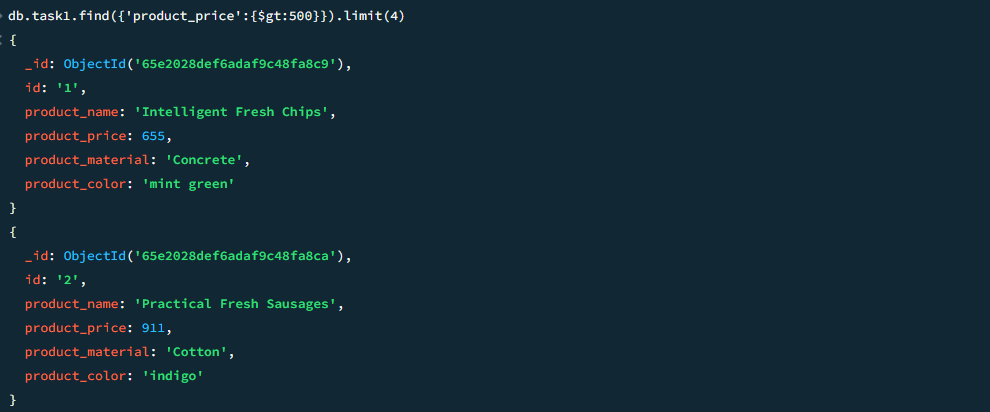 db.task1.find({'product_price':{$gt:500}}).limit(4)
{
_id: ObjectId('65e2028def6adaf9c48fa8c9'),
id: '1',
product_name: 'Intelligent Fresh Chips',
product_price: 655,
product_material: 'Concrete',
product_color: 'mint green'
}
{
_id: ObjectId('65e2028def6adaf9c48fa8ca'),
id: '2',
product_name: 'Practical Fresh Sausages',
product_price: 911,
product_material: 'Cotton',
product_color: 'indigo'
}